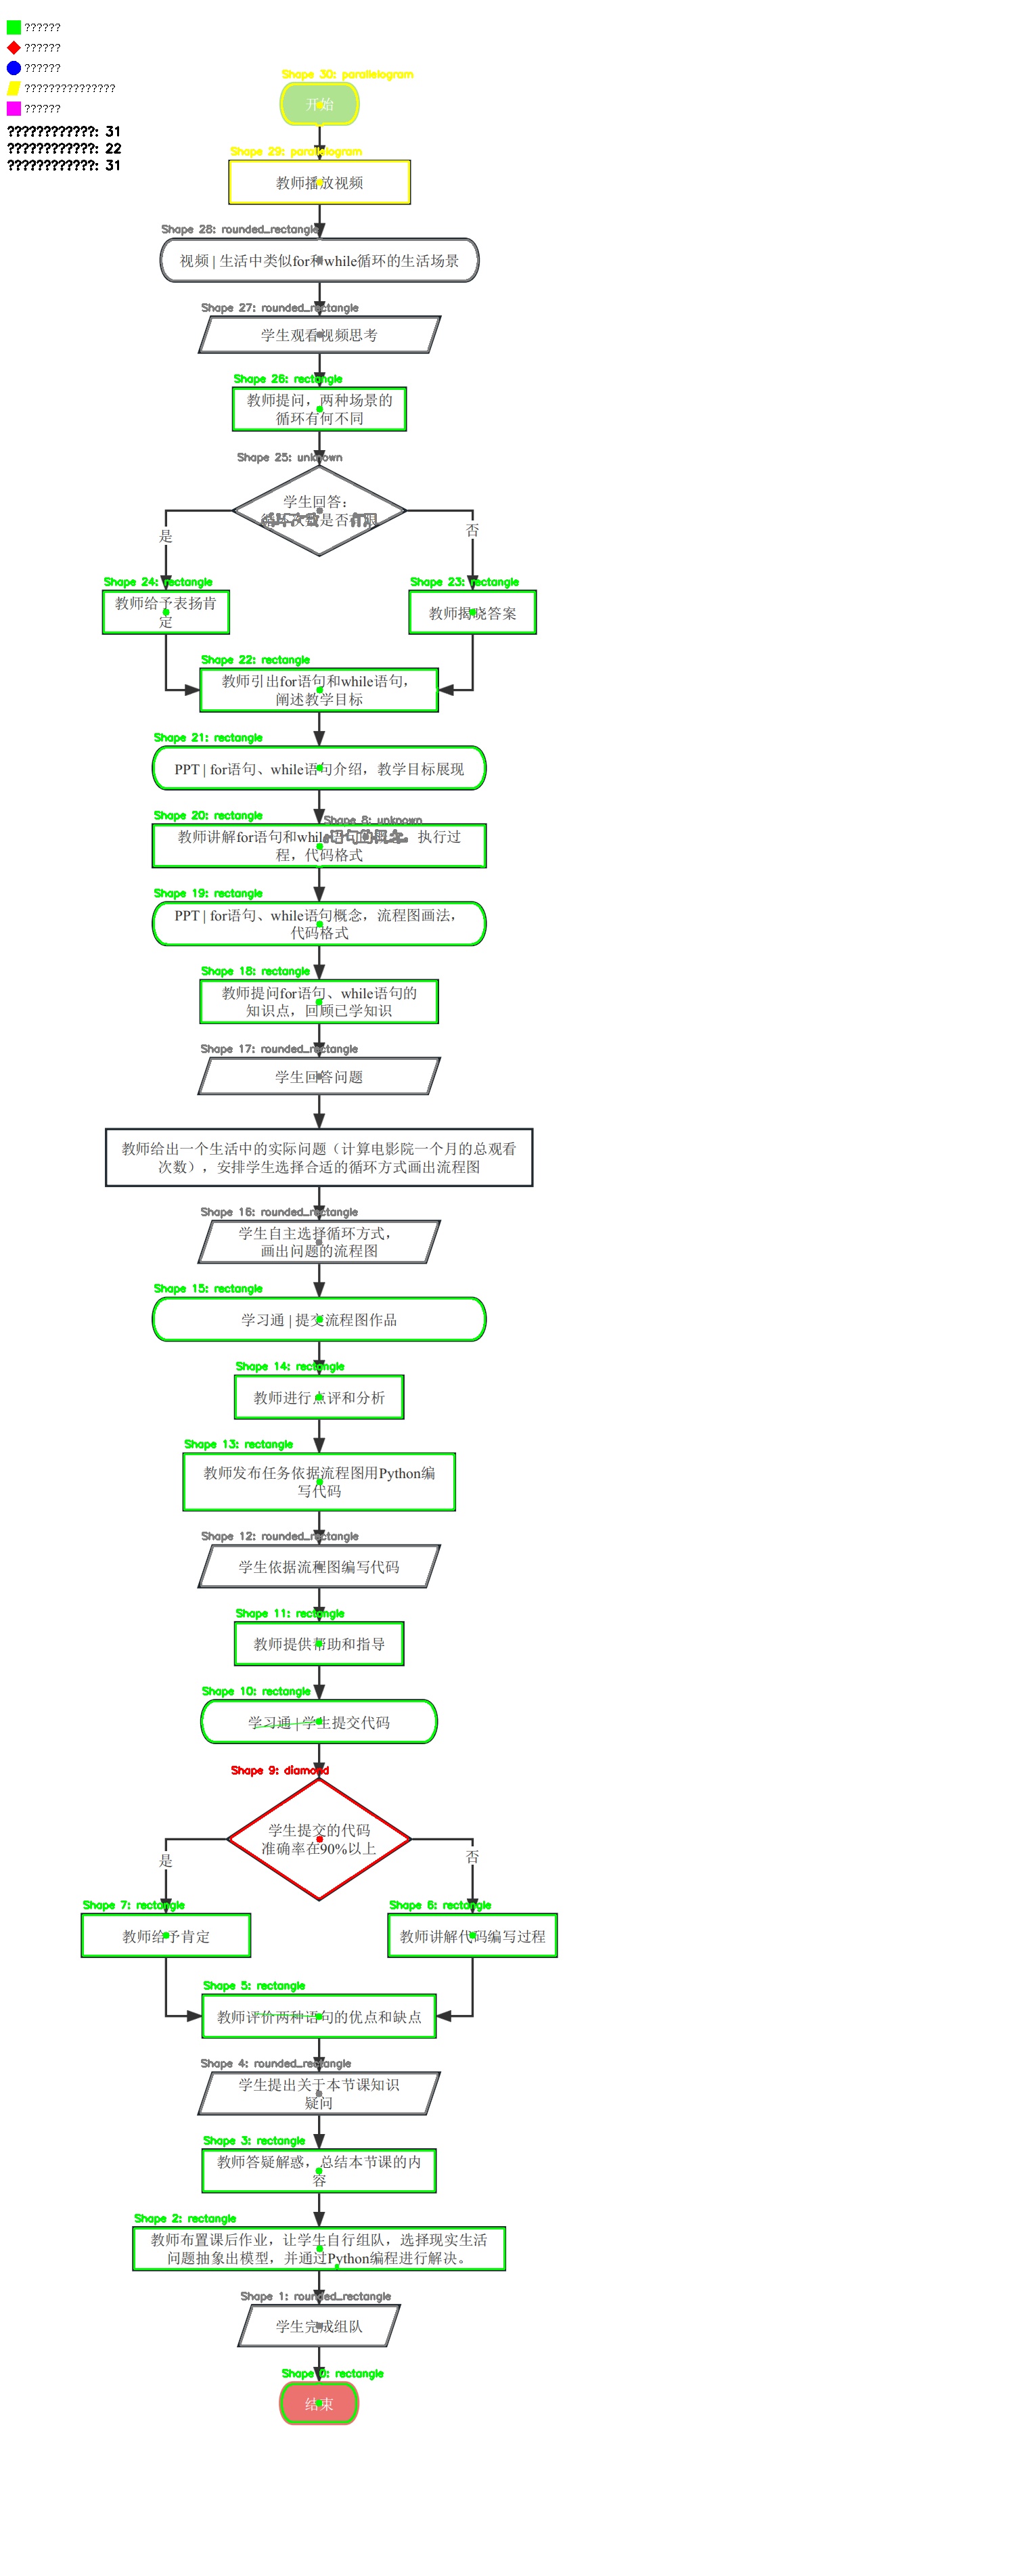 ??????
??????
??????
???????????????
??????
????????????: 31
????????????: 22
????????????: 31
Shape 30: parallelogram
开始
Shape 29: parallelogram
教师播放视频
Shape 28: rounded_rectangle
视频 | 生活中类似for和while循环的生活场景
Shape 27: rounded_rectangle
学生观看视频思考
Shape 26: rectangle
教师提问，两种场景的
循环有何不同
Shape 25: unknown
学生回答：
循环次数是否有限
是
否
Shape 24: rectangle
教师给予表扬肯
定
Shape 23: rectangle
教师揭晓答案
Shape 22: rectangle
教师引出for语句和while语句，
阐述教学目标
Shape 21: rectangle
PPT | for语句、while语句介绍，教学目标展现
Shape 20: rectangle
Shape 8: unknown
教师讲解for语句和while语句的概念，执行过
程，代码格式
Shape 19: rectangle
PPT | for语句、while语句概念，流程图画法，
代码格式
Shape 18: rectangle
教师提问for语句、while语句的
知识点，回顾已学知识
Shape 17: rounded_rectangle
学生回答问题
教师给出一个生活中的实际问题（计算电影院一个月的总观看
次数），安排学生选择合适的循环方式画出流程图
Shape 16: rounded_rectangle
学生自主选择循环方式，
画出问题的流程图
Shape 15: rectangle
学习通 | 提交流程图作品
Shape 14: rectangle
教师进行点评和分析
Shape 13: rectangle
教师发布任务依据流程图用Python编
写代码
Shape 12: rounded_rectangle
学生依据流程图编写代码
Shape 11: rectangle
教师提供帮助和指导
Shape 10: rectangle
学习通 | 学生提交代码
Shape 9: diamond
学生提交的代码
准确率在90%以上
是
否
Shape 7: rectangle
教师给予肯定
Shape 6: rectangle
教师讲解代码编写过程
Shape 5: rectangle
教师评价两种语句的优点和缺点
Shape 4: rounded_rectangle
学生提出关于本节课知识
疑问
Shape 3: rectangle
教师答疑解惑，总结本节课的内
容
Shape 2: rectangle
教师布置课后作业，让学生自行组队，选择现实生活
问题抽象出模型，并通过Python编程进行解决。
Shape 1: rounded_rectangle
学生完成组队
Shape 0: rectangle
结束